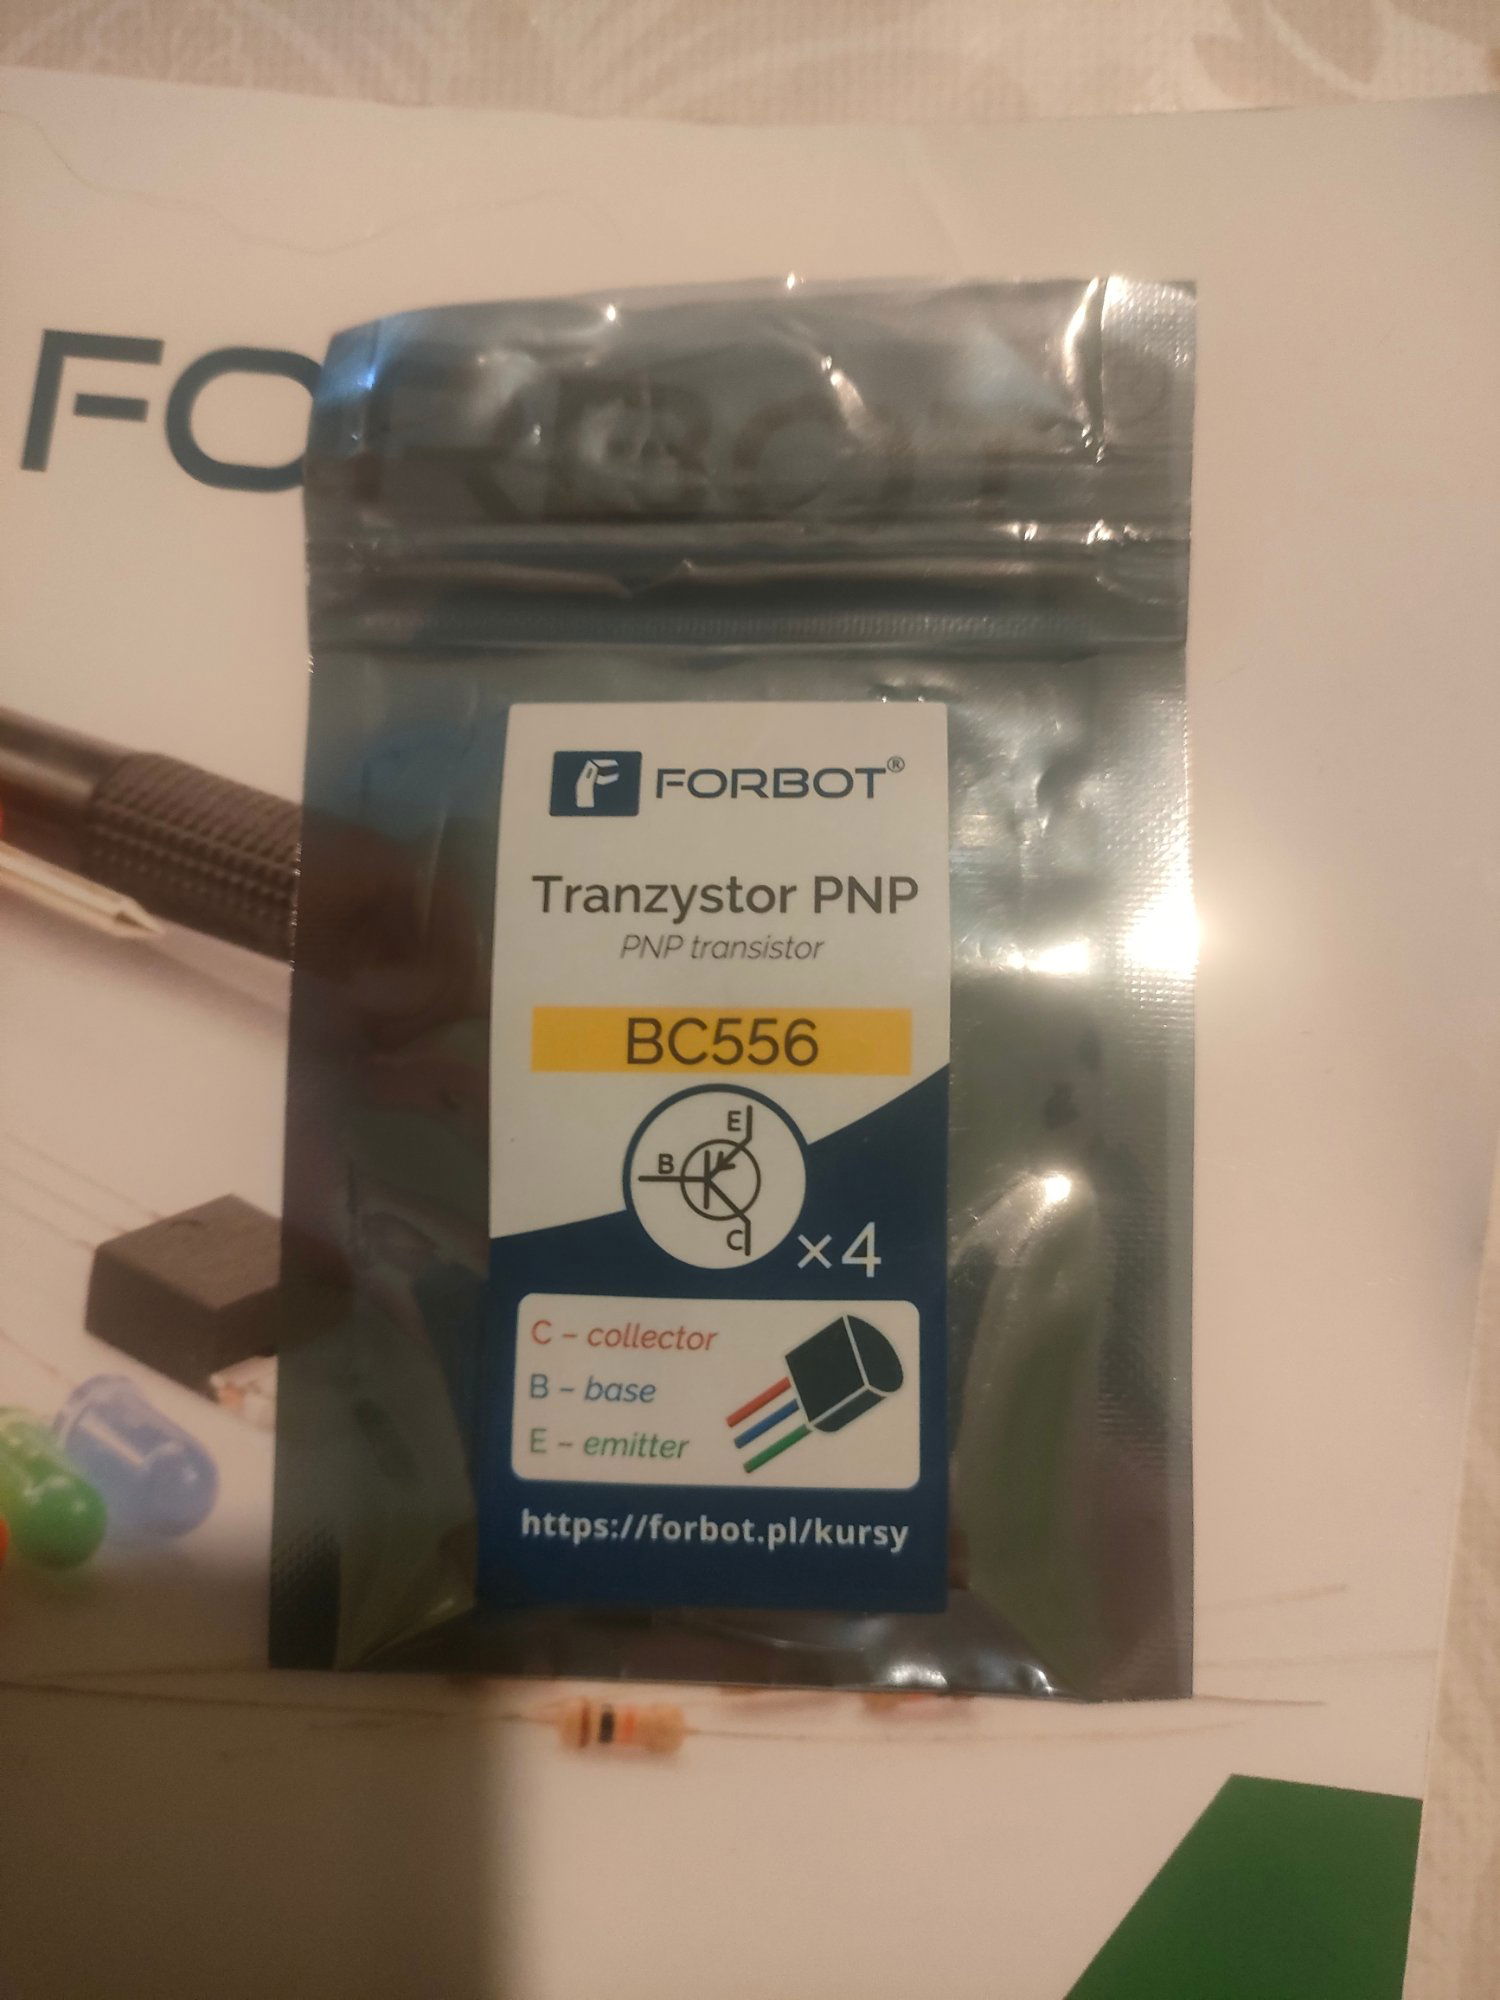 FO
FORBOT®
Tranzystor PNP
PNP transistor
BC556
E
B
C
×4
C – collector
B – base
E – emitter
https://forbot.pl/kursy